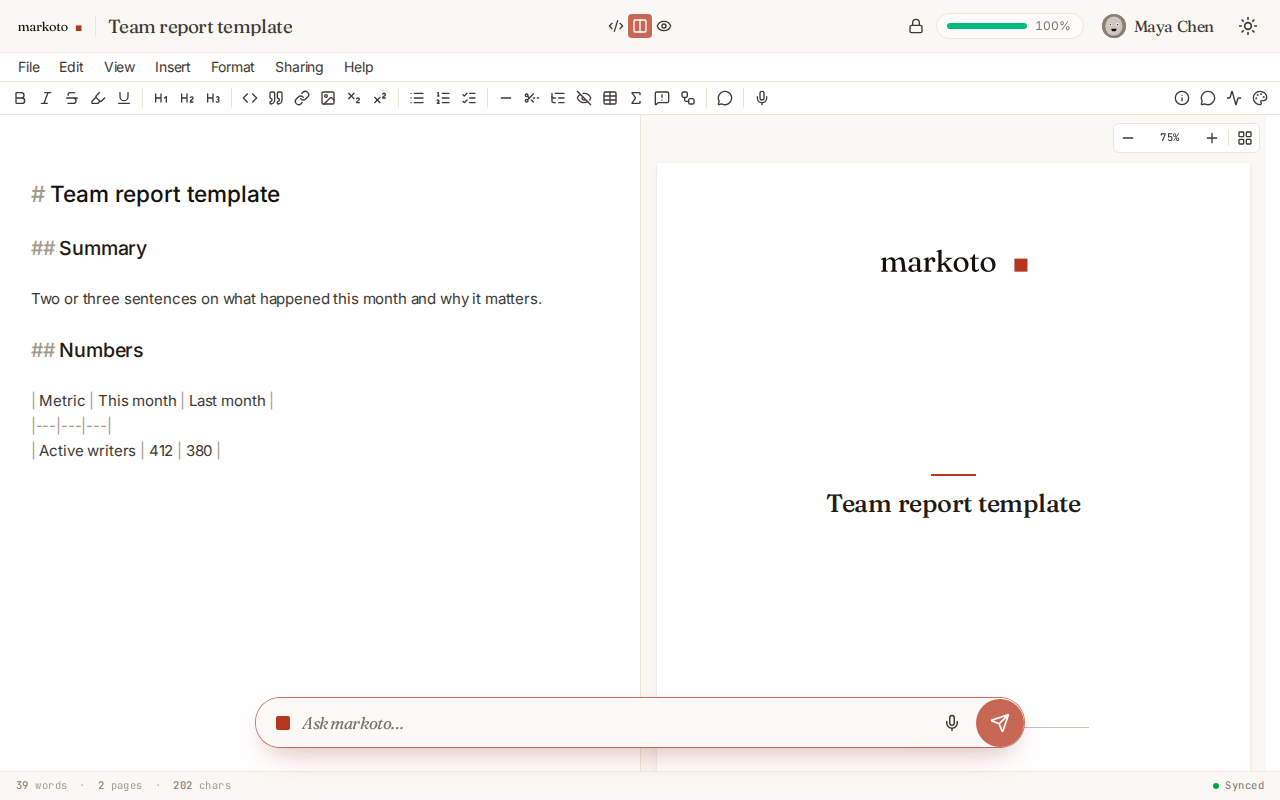 markoto
Team report template
100%
Maya Chen
File Edit View Insert Format Sharing Help
H1 H2 H3
75%
# Team report template
## Summary
Two or three sentences on what happened this month and why it matters.
## Numbers
| Metric | This month | Last month |
|---|---|---|
| Active writers | 412 | 380 |
markoto
Team report template
Ask markoto...
39 words · 2 pages · 202 chars
Synced